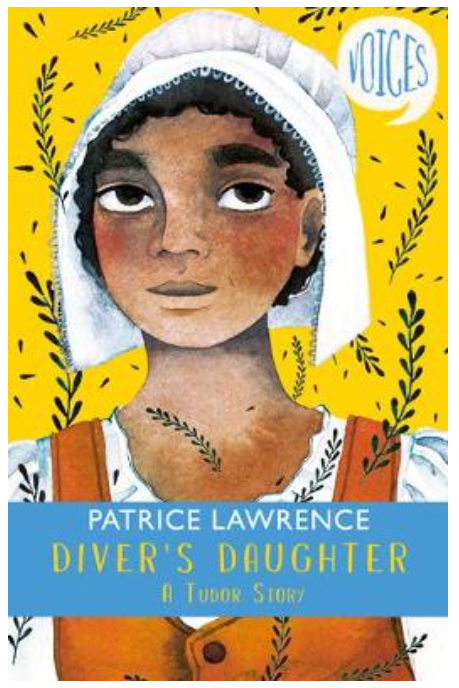 VOICES
PATRICE LAWRENCE
DIVER'S DAUGHTER
A TUDOR STORY